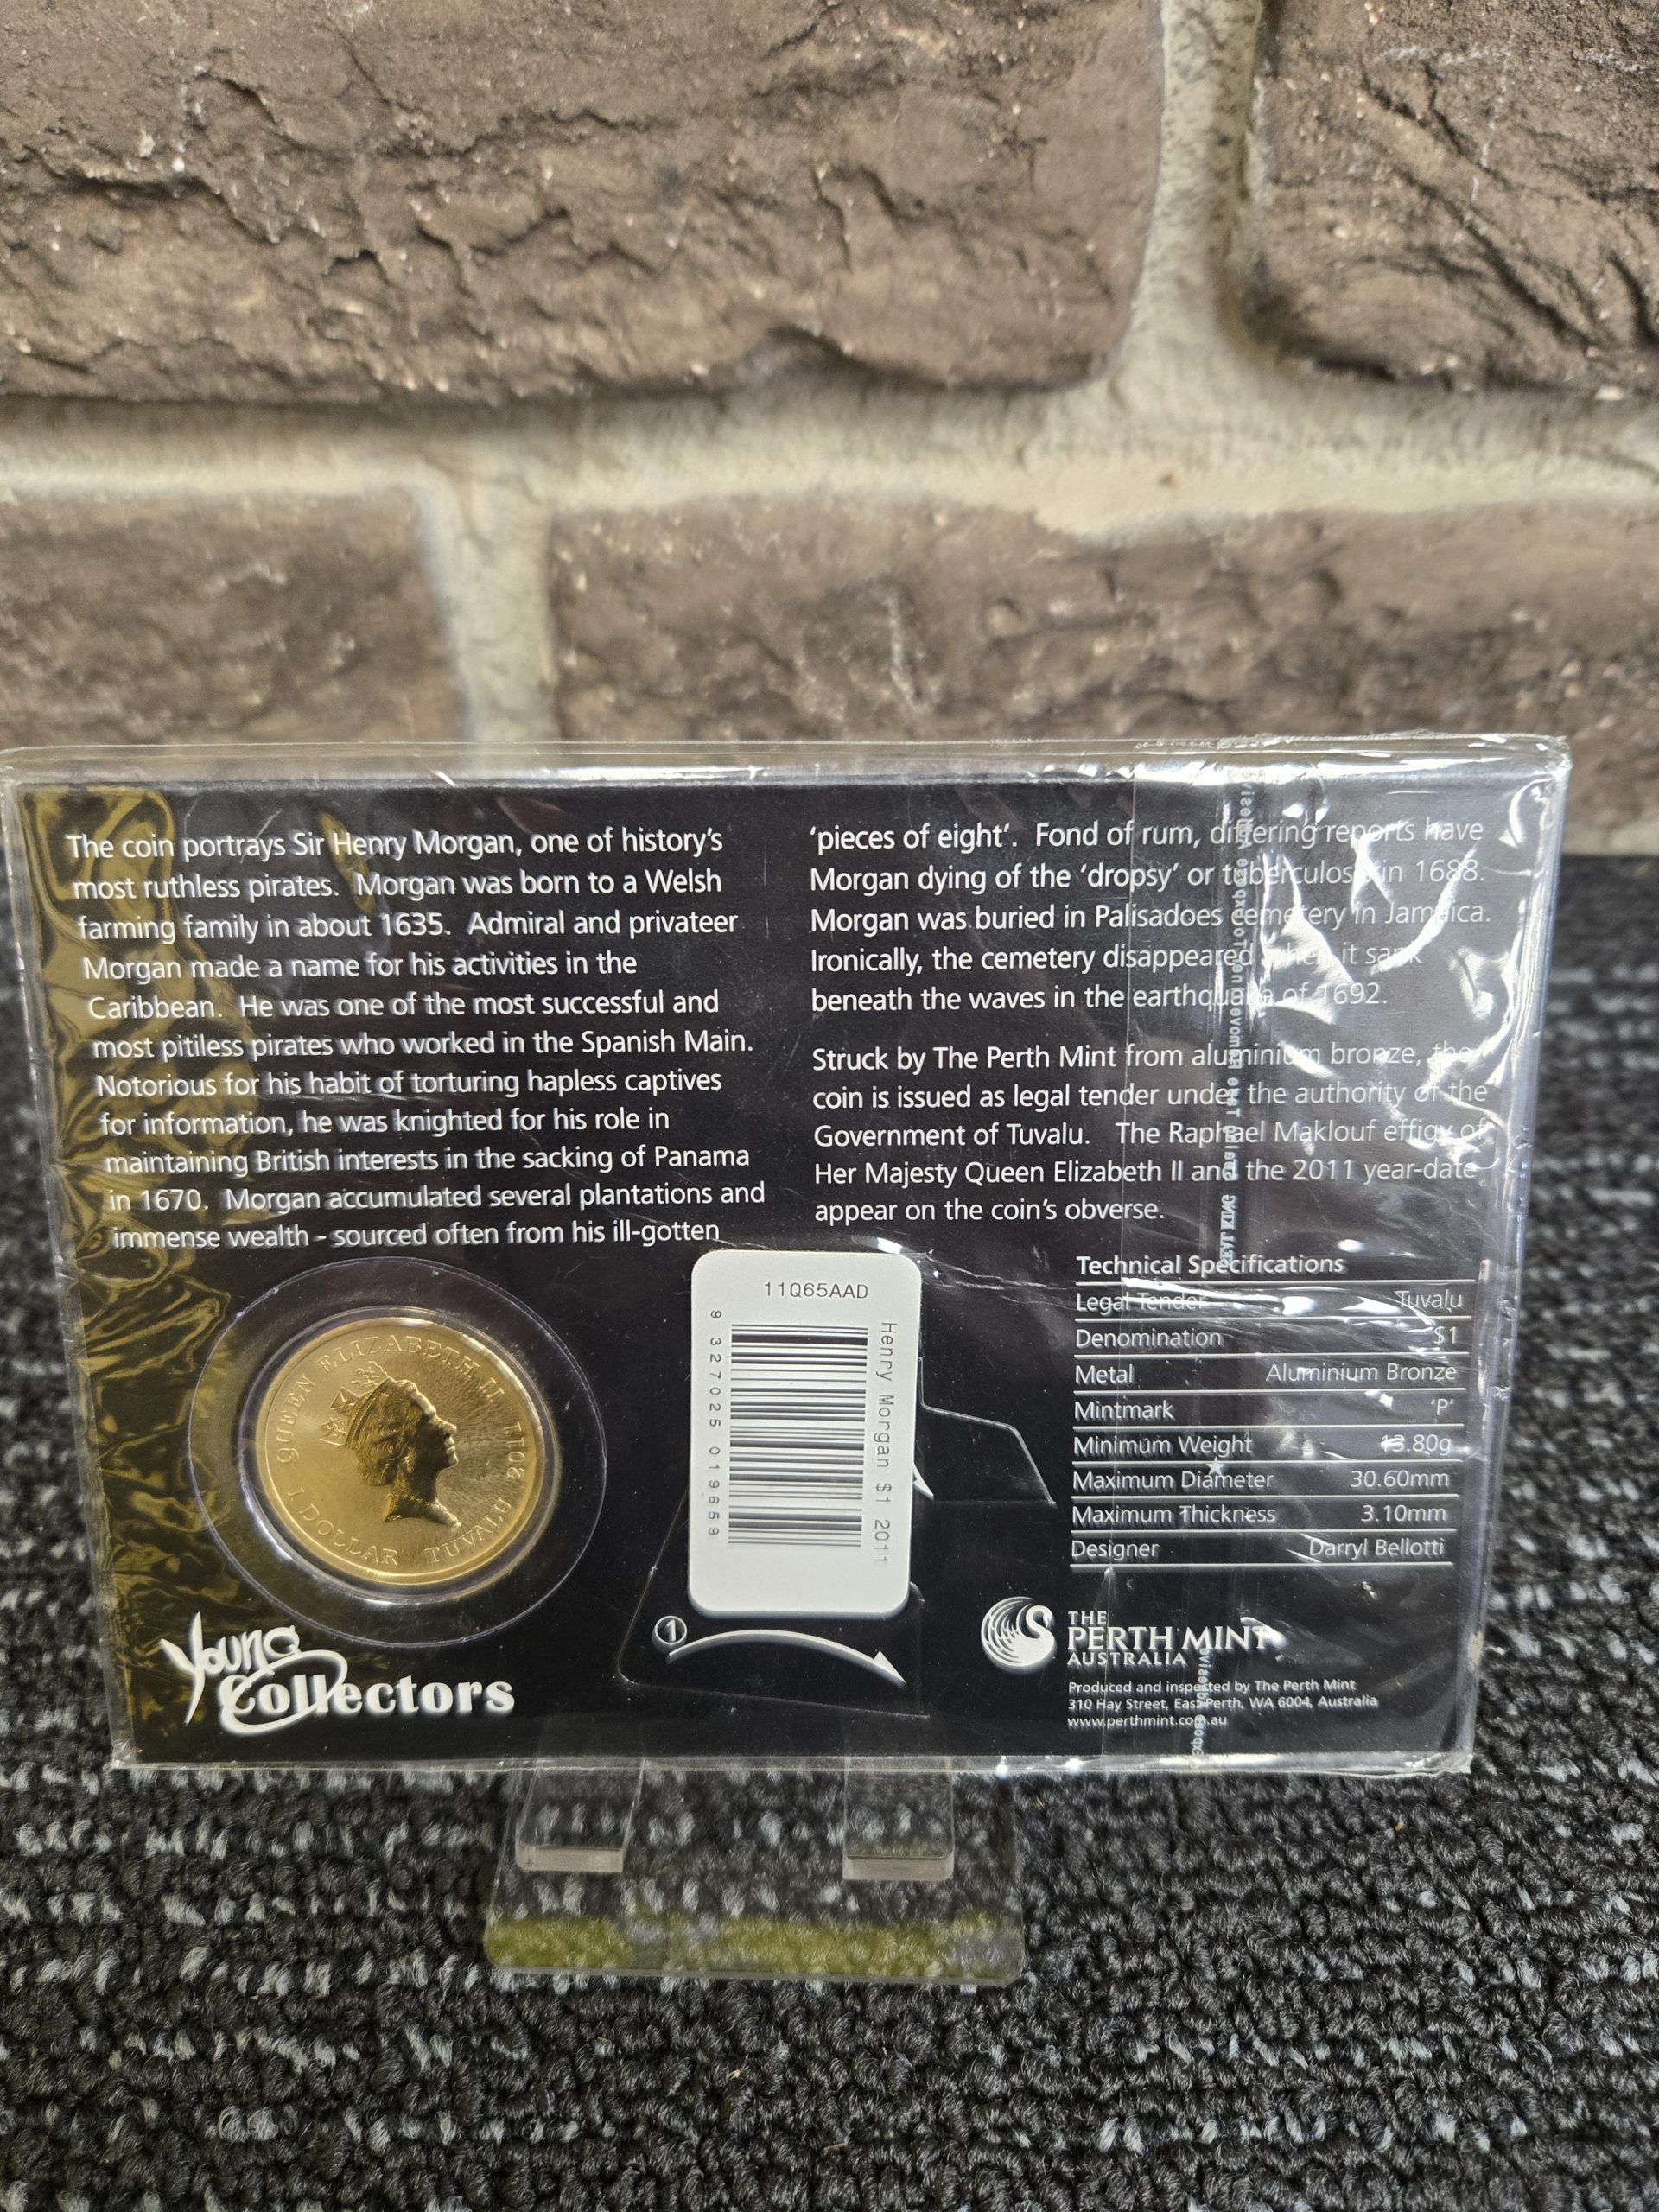 The coin portrays Sir Henry Morgan, one of history's
most ruthless pirates. Morgan was born to a Welsh
farming family in about 1635. Admiral and privateer
Morgan made a name for his activities in the
Caribbean. He was one of the most successful and
most pitiless pirates who worked in the Spanish Main.
Notorious for his habit of torturing hapless captives
for information, he was knighted for his role in
maintaining British interests in the sacking of Panama
in 1670. Morgan accumulated several plantations and
immense wealth - sourced often from his ill-gotten
'pieces of eight'. Fond of rum, differing reports have
Morgan dying of the 'dropsy' or tuberculosis in 1688.
Morgan was buried in Palisadoes cemetery in Jamaica.
Ironically, the cemetery disappeared when it sank
beneath the waves in the earthquake of 1692.
Struck by The Perth Mint from aluminium bronze, the
coin is issued as legal tender under the authority of the
Government of Tuvalu. The Raphael Maklouf effigy of
Her Majesty Queen Elizabeth II and the 2011 year-date
appear on the coin's obverse.
QUEEN ELIZABETH II 2011
1 DOLLAR TUVALU
Young
Collectors
11Q65AAD
9 327025 019659
Henry Morgan $1 2011
1
Technical Specifications
Legal Tender Tuvalu
Denomination $1
Metal Aluminium Bronze
Mintmark 'P'
Minimum Weight 13.80g
Maximum Diameter 30.60mm
Maximum Thickness 3.10mm
Designer Darryl Bellotti
THE
PERTH MINT
AUSTRALIA
Produced and inspected by The Perth Mint
310 Hay Street, East Perth, WA 6004, Australia
www.perthmint.com.au